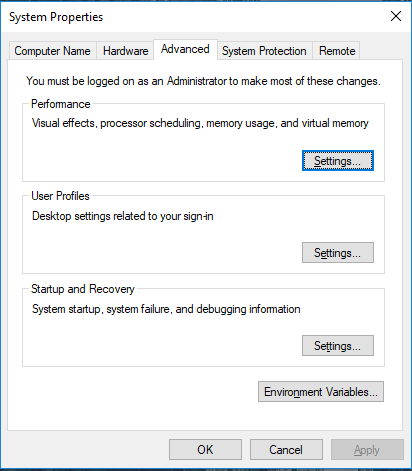 System Properties
Computer Name Hardware Advanced System Protection Remote
You must be logged on as an Administrator to make most of these changes.
Performance
Visual effects, processor scheduling, memory usage, and virtual memory
Settings...
User Profiles
Desktop settings related to your sign-in
Settings...
Startup and Recovery
System startup, system failure, and debugging information
Settings...
Environment Variables...
OK Cancel Apply